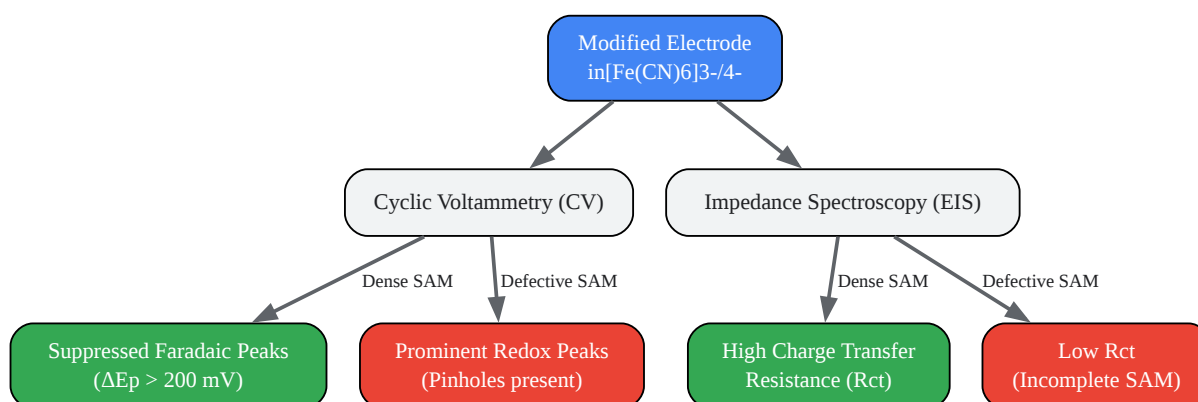 Modified Electrode
in[Fe(CN)6]3-/4-
Cyclic Voltammetry (CV)
Impedance Spectroscopy (EIS)
Dense SAM
Defective SAM
Dense SAM
Defective SAM
Suppressed Faradaic Peaks
(ΔEp > 200 mV)
Prominent Redox Peaks
(Pinholes present)
High Charge Transfer
Resistance (Rct)
Low Rct
(Incomplete SAM)